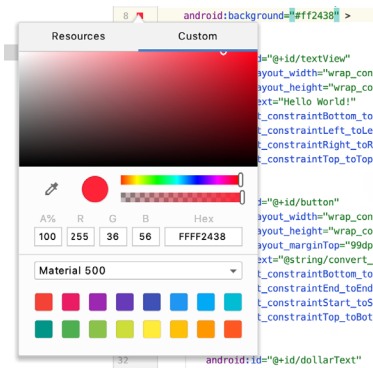 8 android:background="#ff2438" >
Resources Custom
d="@+id/textView"
ayout_width="wrap_con
ayout_height="wrap_co
ext="Hello World!"
t_constraintBottom_to
t_constraintLeft_toLe
t_constraintRight_toR
t_constraintTop_toTop
A% R G B Hex
100 255 36 56 FFFF2438
d="@+id/button"
ayout_width="wrap_con
ayout_height="wrap_co
ayout_marginTop="99dp
ext="@string/convert_
t_constraintBottom_to
t_constraintEnd_toEnd
t_constraintStart_toS
t_constraintTop_toBot
Material 500
32 android:id="@+id/dollarText"